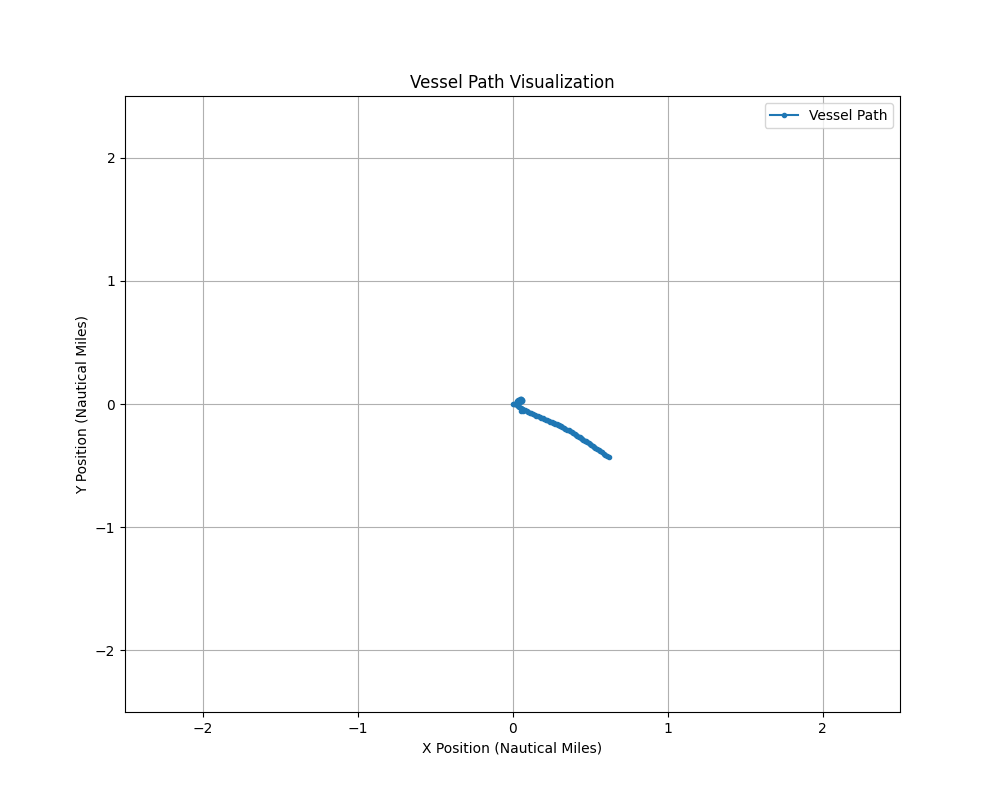 Vessel Path Visualization
Vessel Path
2
1
0
−1
−2
Y Position (Nautical Miles)
−2
−1
0
1
2
X Position (Nautical Miles)